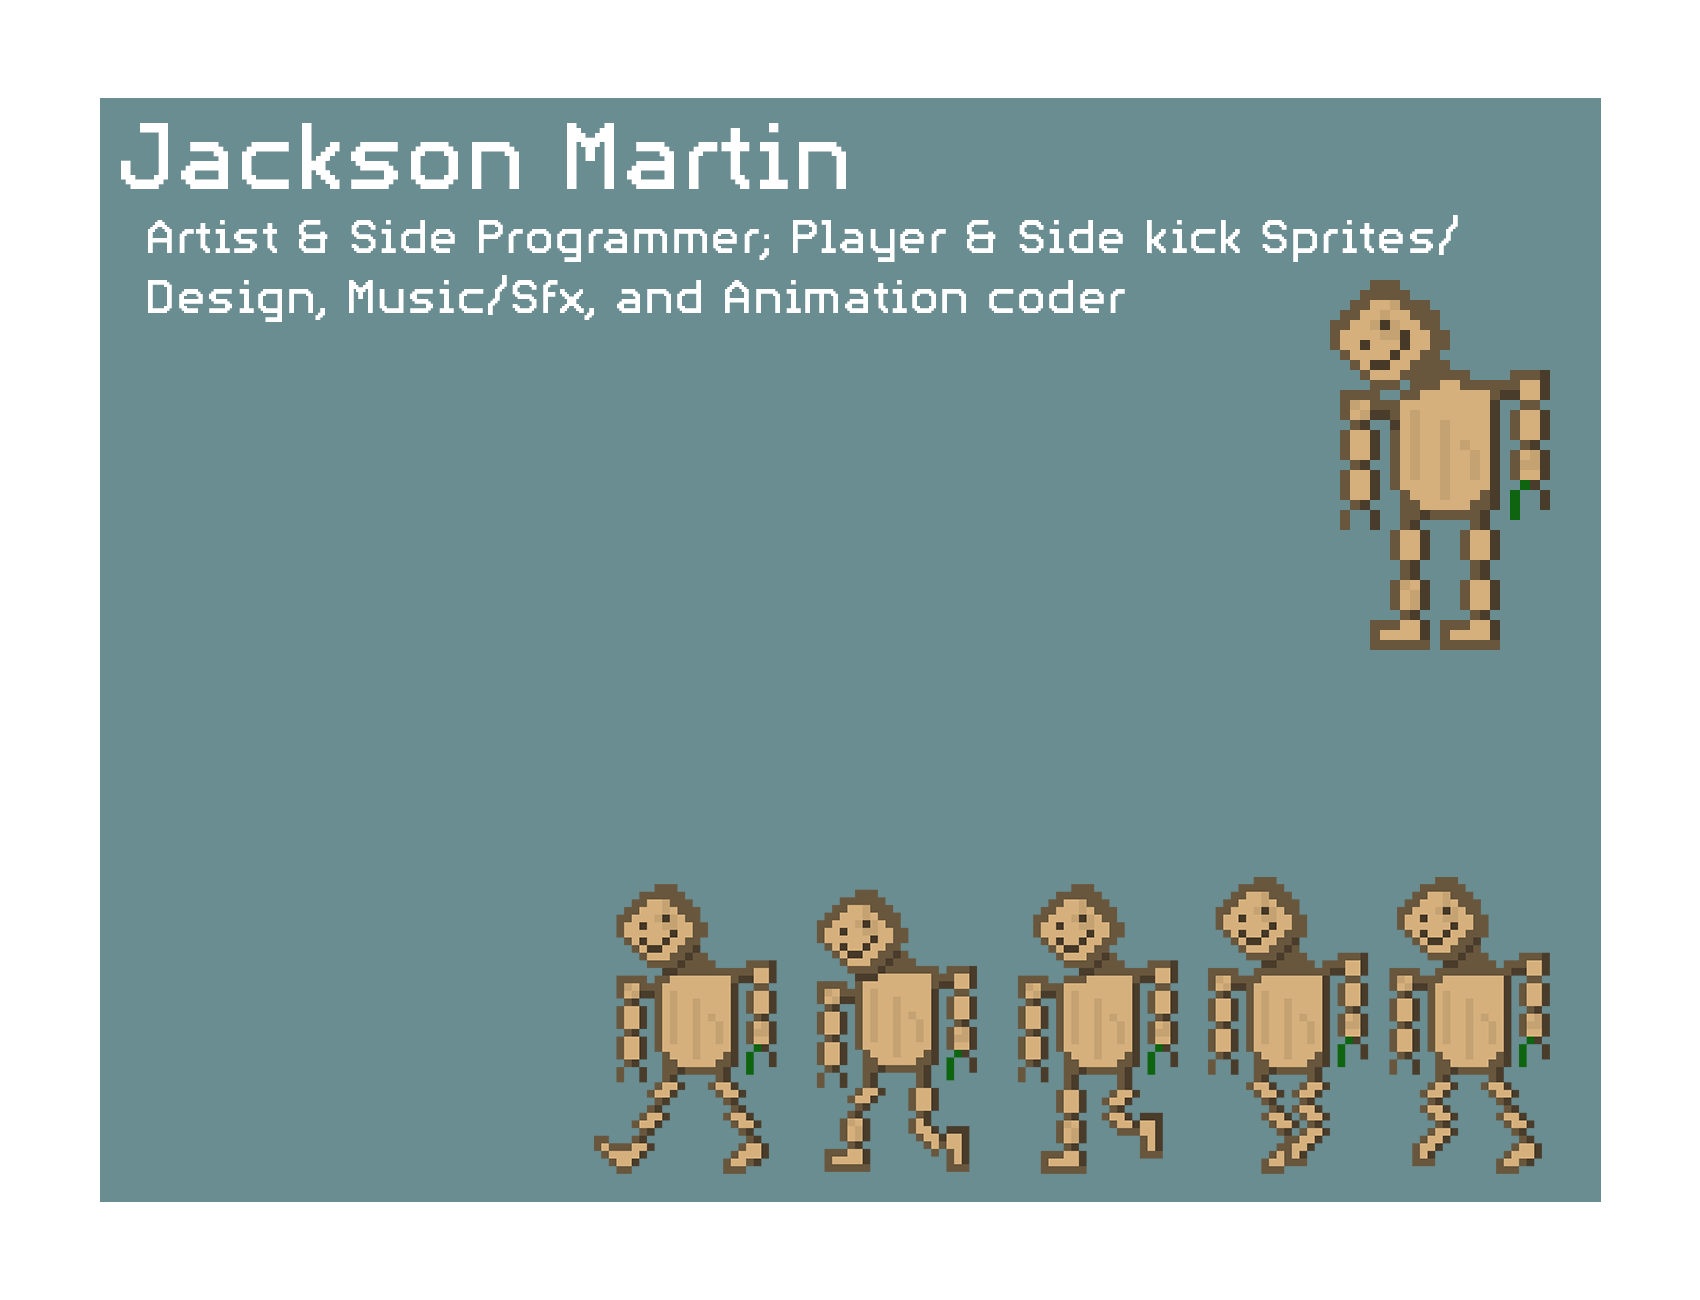 Jackson Martin
Artist & Side Programmer; Player & Side kick Sprites/
Design, Music/Sfx, and Animation coder